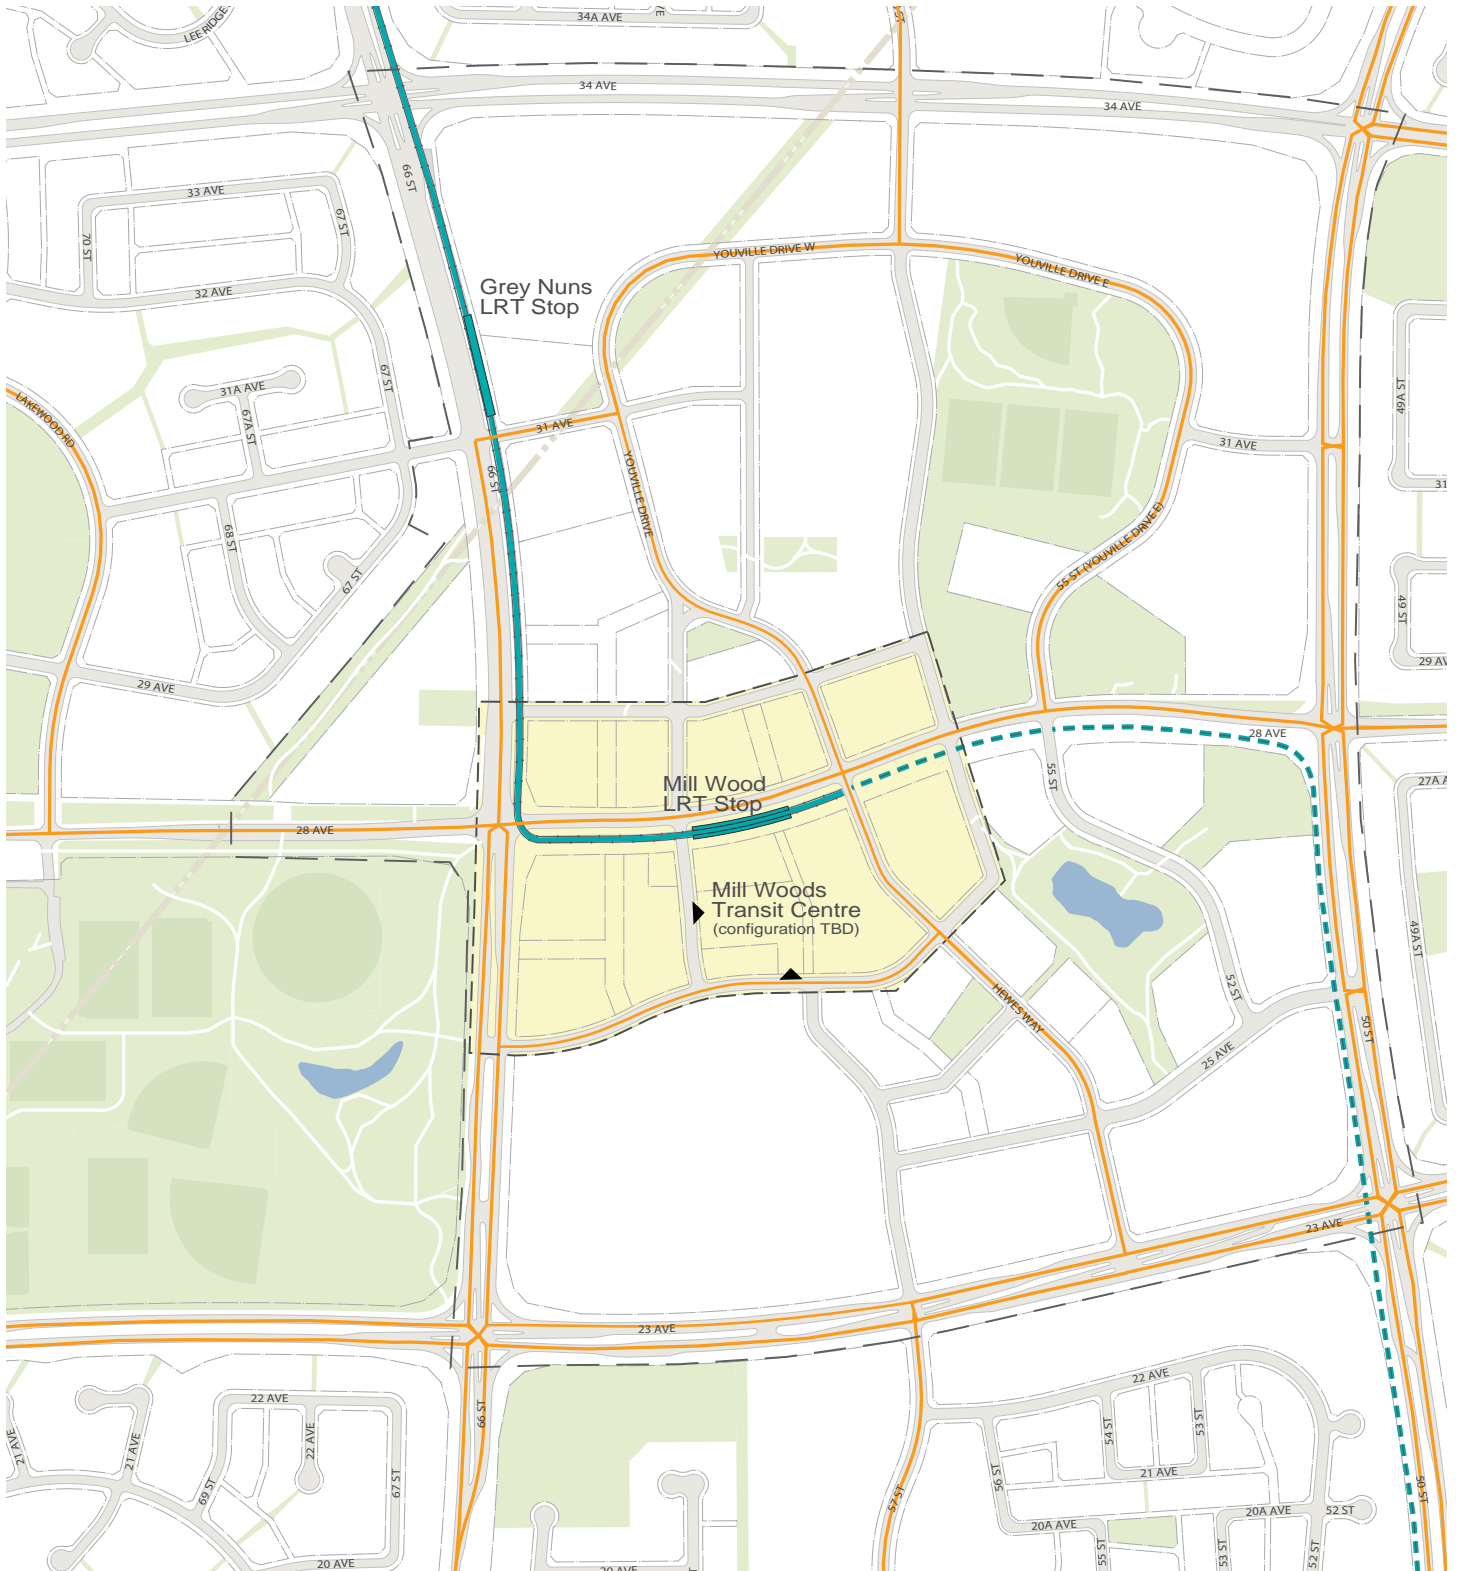 LEE RIDGE
34A AVE
VE
ST
34 AVE
34 AVE
66 ST
33 AVE
67 ST
70 ST
YOUVILLE DRIVE W
YOUVILLE DRIVE E
32 AVE
Grey Nuns
LRT Stop
67 ST
31A AVE
67A ST
LAKEWOOD RD
49A ST
31 AVE
31 AVE
66 ST
31
YOUVILLE DRIVE
68 ST
67 ST
55 ST (YOUVILLE DRIVE E)
49 ST
29 AV
29 AVE
28 AVE
55 ST
Mill Wood
LRT Stop
27A A
28 AVE
Mill Woods
Transit Centre
(configuration TBD)
49A ST
52 ST
HEWES WAY
50 ST
25 AVE
23 AVE
23 AVE
22 AVE
22 AVE
66 ST
54 ST
53 ST
21 AVE
21 AVE
22 AVE
21 AVE
69 ST
67 ST
56 ST
57 ST
50 ST
20A AVE
20A AVE
52 ST
55 ST
53 ST
52 ST
20 AVE
20 AVE
T